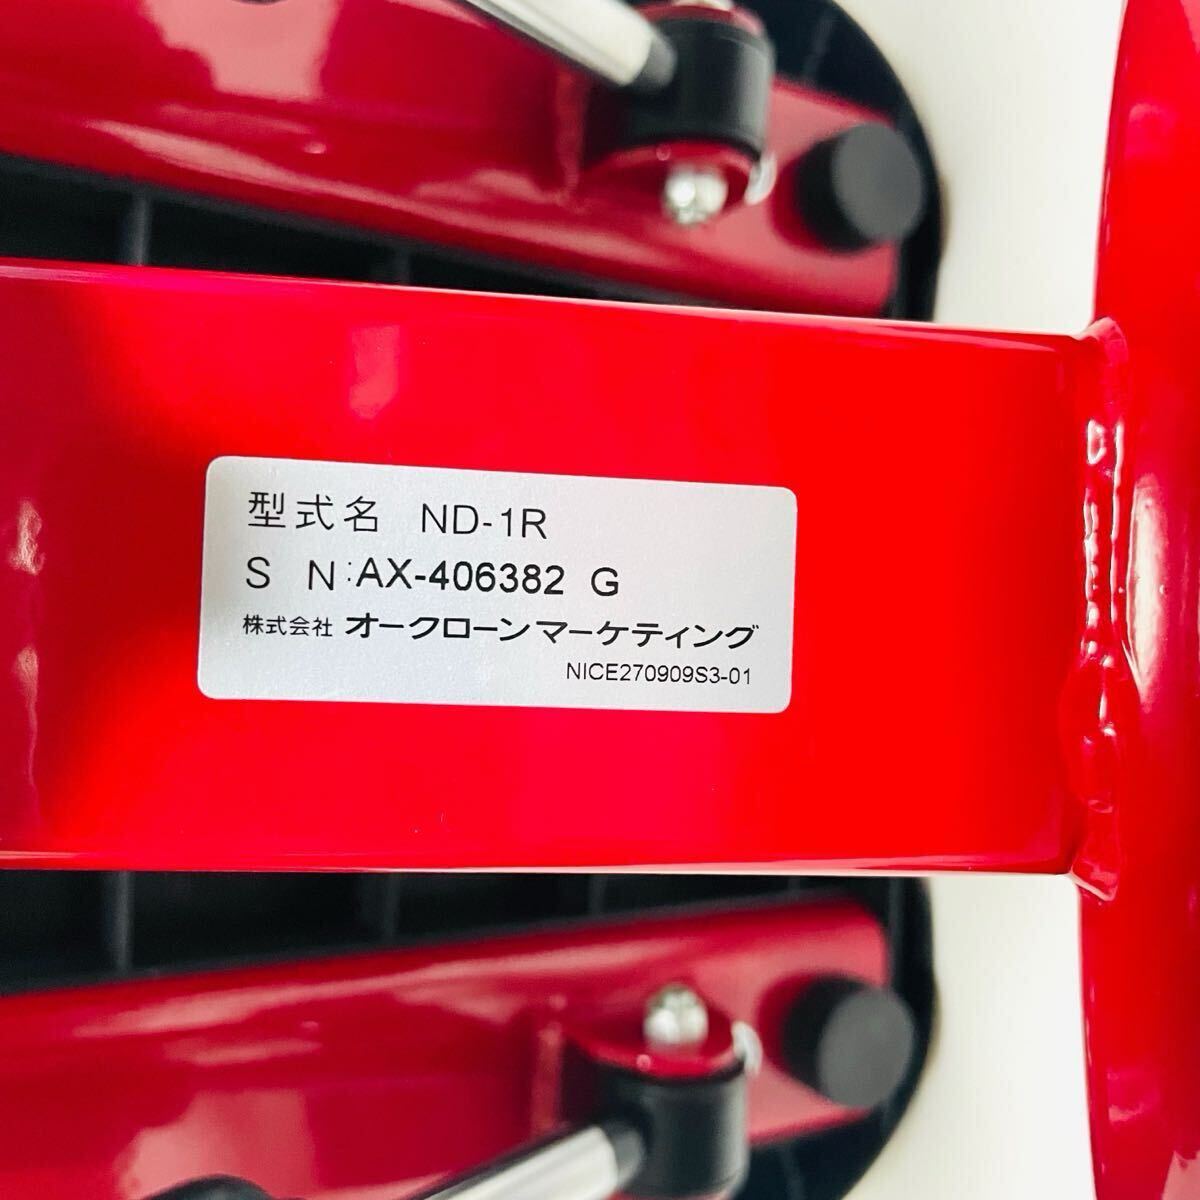 型式名 ND-1R
S N:AX-406382 G
株式会社 オークローンマーケティング
NICE270909S3-01